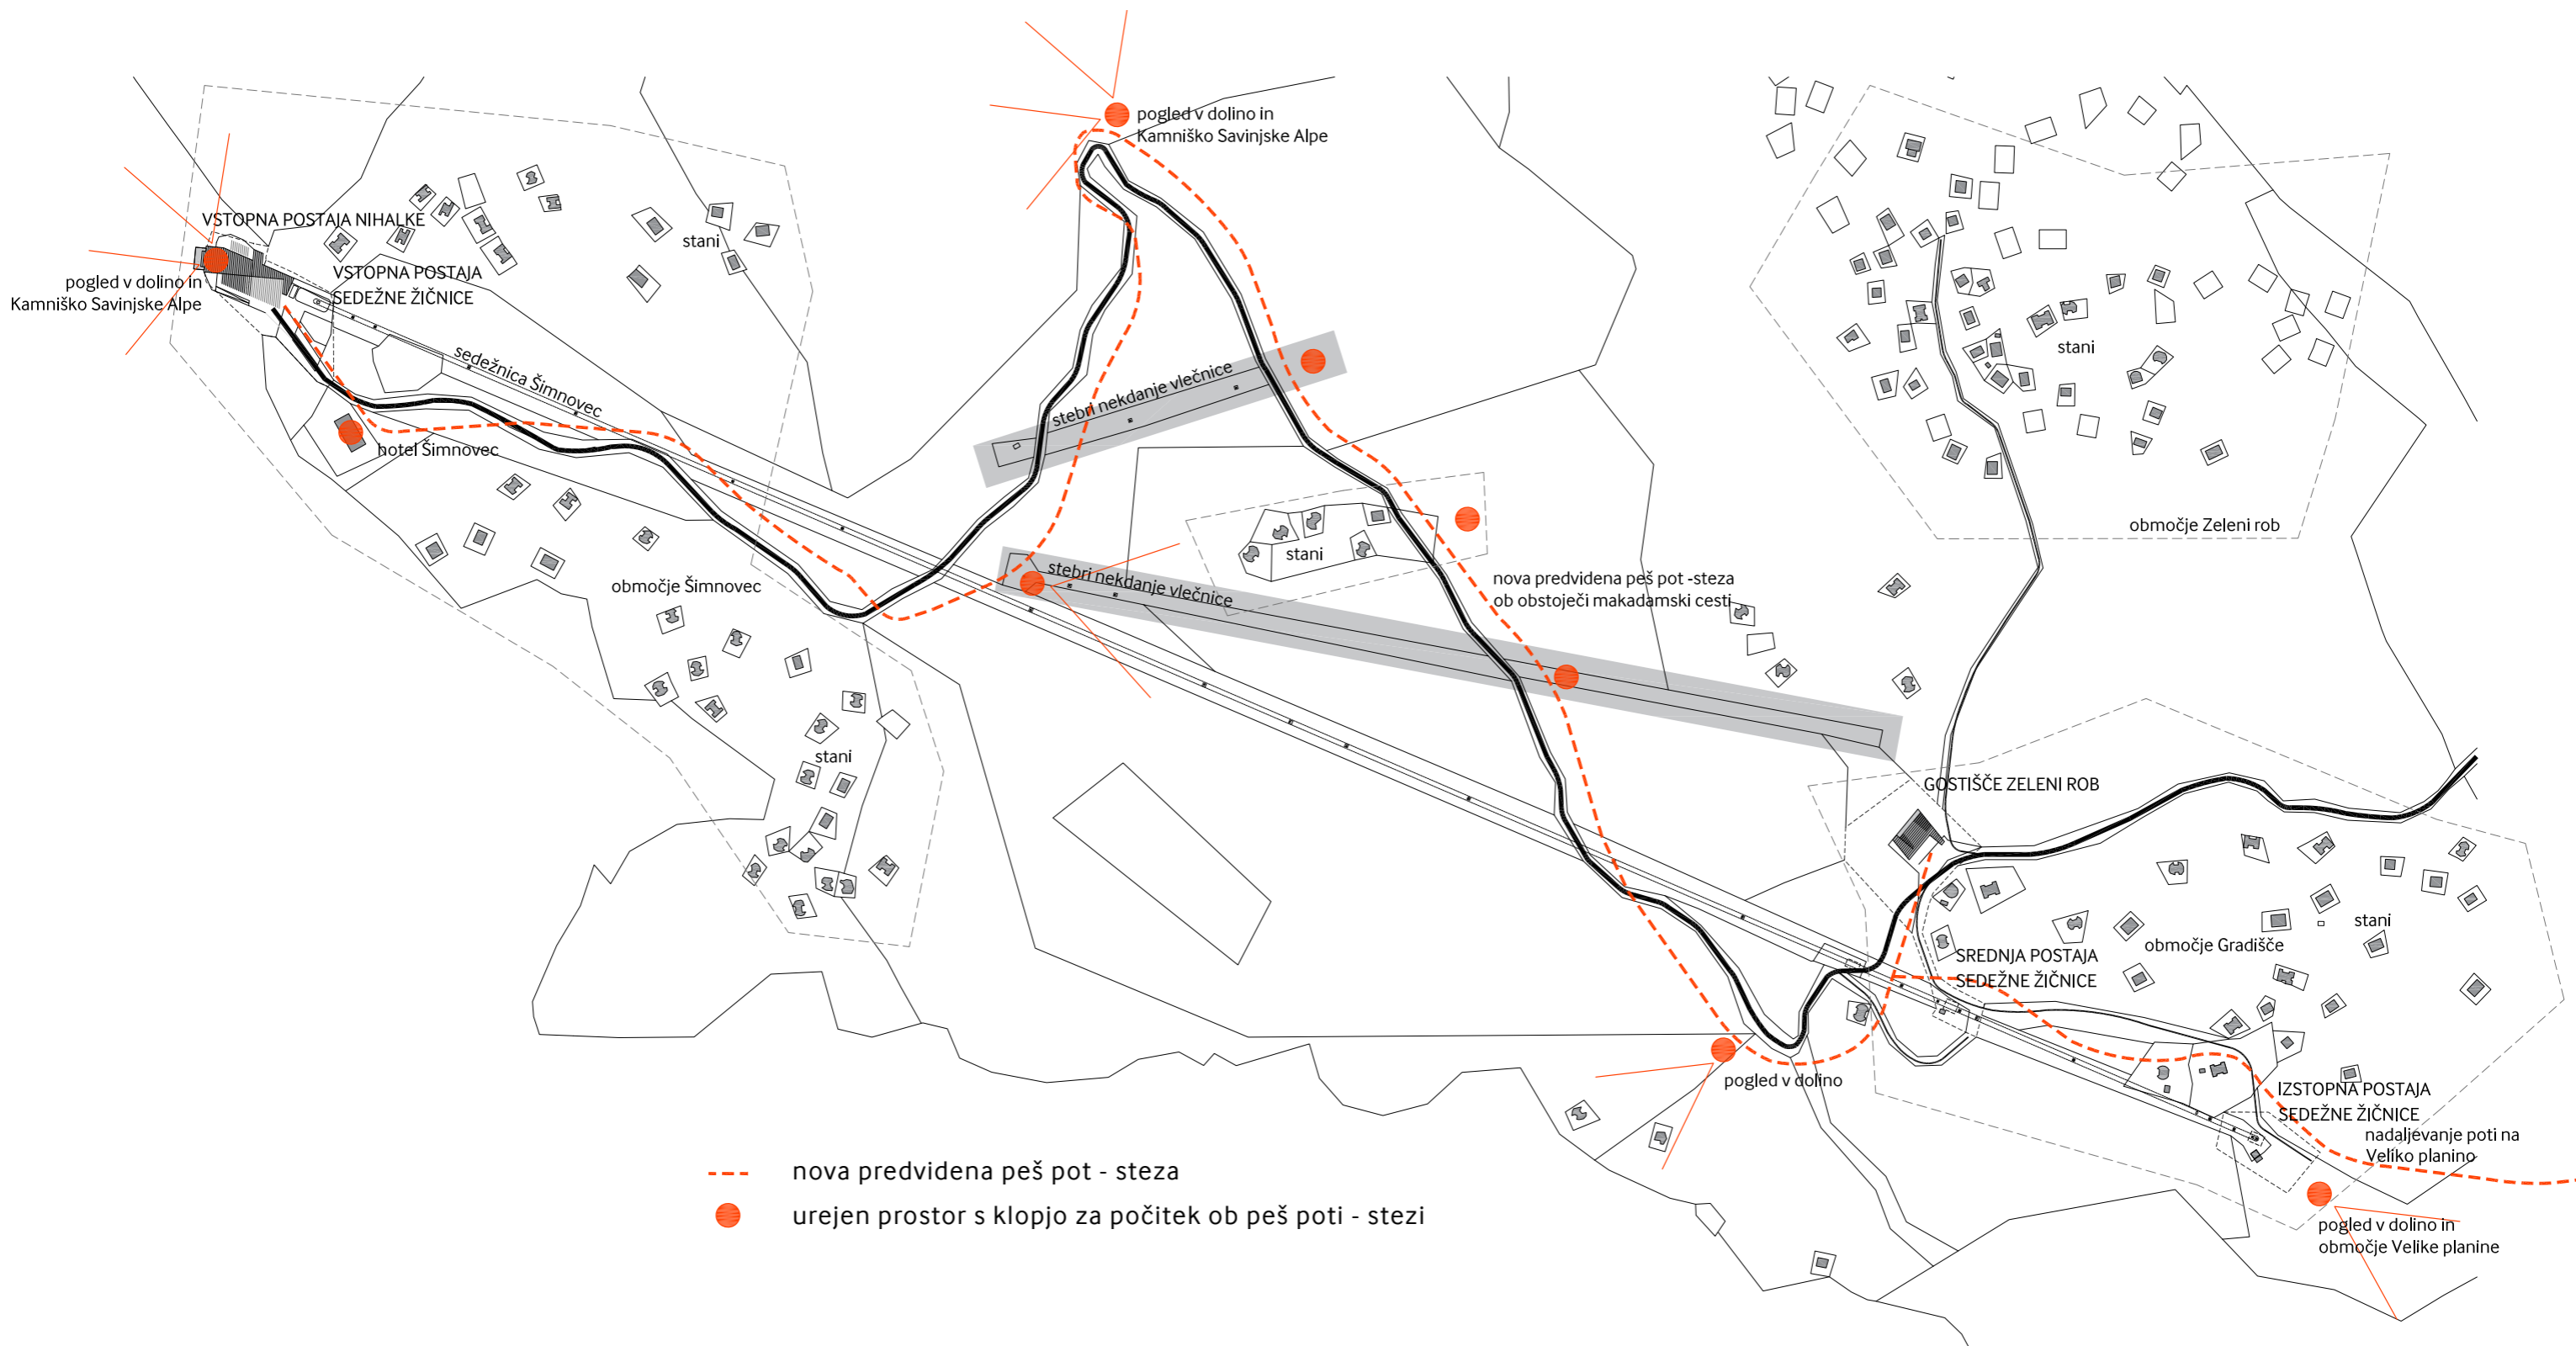 pogled v dolino in
Kamniško Savinjske Alpe
VSTOPNA POSTAJA NIHALKE
stani
VSTOPNA POSTAJA
SEDEŽNE ŽIČNICE
pogled v dolino in
Kamniško Savinjske Alpe
sedežnica Šimnovec
stebri nekdanje vlečnice
stani
hotel Šimnovec
območje Zeleni rob
stani
stebri nekdanje vlečnice
območje Šimnovec
nova predvidena peš pot -steza
ob obstoječi makadamski cesti
stani
GOSTIŠČE ZELENI ROB
stani
območje Gradišče
SREDNJA POSTAJA
SEDEŽNE ŽIČNICE
pogled v dolino
IZSTOPNA POSTAJA
SEDEŽNE ŽIČNICE
nadaljevanje poti na
Veliko planino
nova predvidena peš pot - steza
urejen prostor s klopjo za počitek ob peš poti - stezi
pogled v dolino in
območje Velike planine